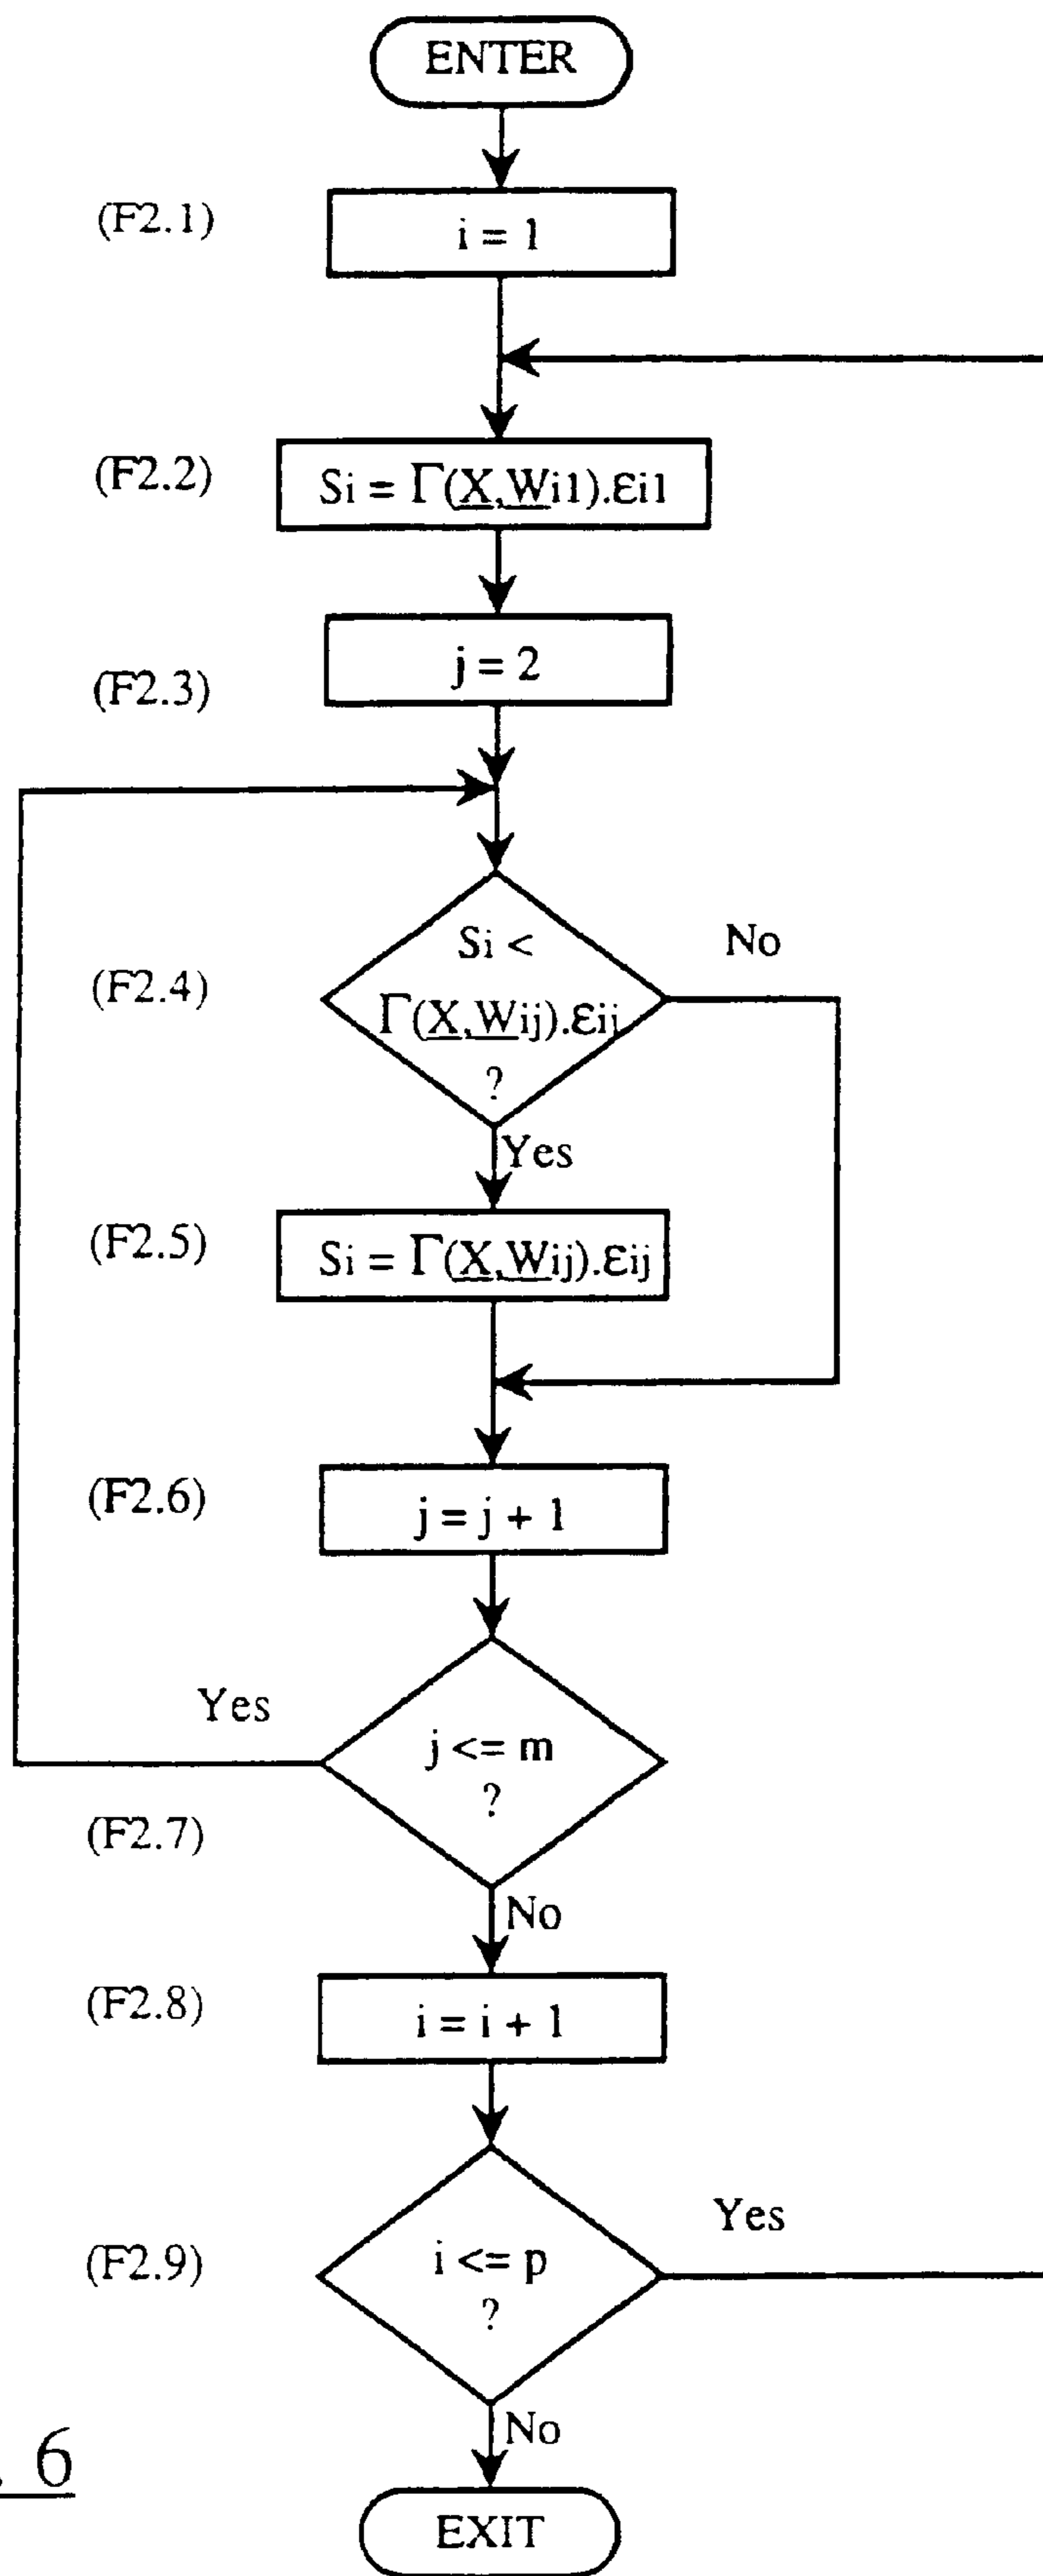 ENTER
(F2.1)
i = 1
(F2.2)
Si = Γ(X,Wi1).εi1
(F2.3)
j = 2
(F2.4)
Si <
Γ(X,Wij).εij
?
No
Yes
(F2.5)
Si = Γ(X,Wij).εij
(F2.6)
j = j + 1
Yes
j <= m
?
(F2.7)
No
(F2.8)
i = i + 1
(F2.9)
i <= p
?
Yes
No
. 6
EXIT